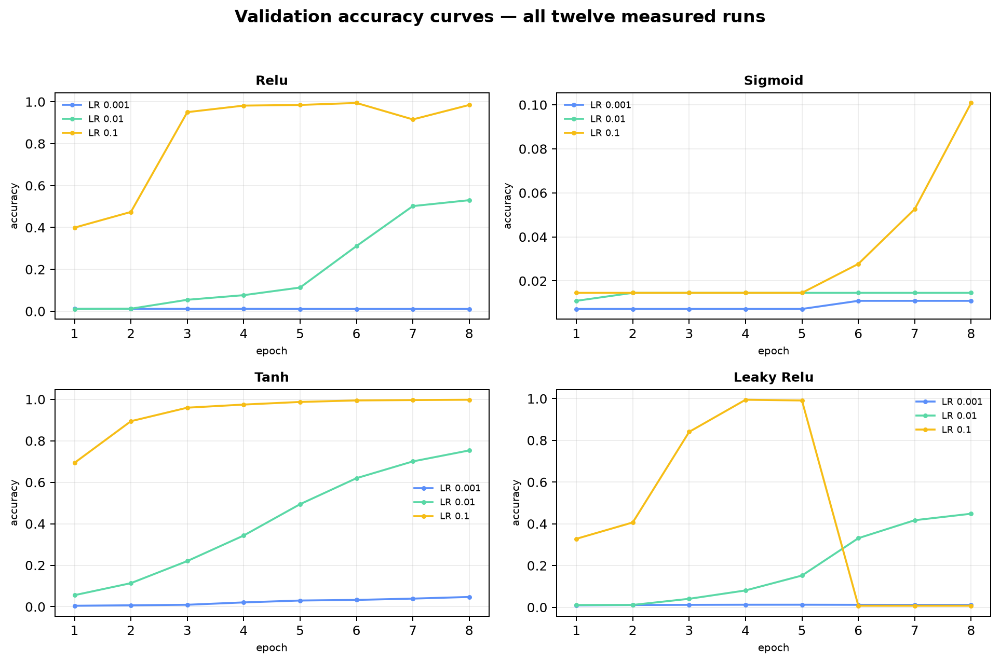 Validation accuracy curves — all twelve measured runs
Relu
LR 0.001
LR 0.01
LR 0.1
1.0
0.8
0.6
0.4
0.2
0.0
accuracy
1 2 3 4 5 6 7 8
epoch
Sigmoid
LR 0.001
LR 0.01
LR 0.1
0.10
0.08
0.06
0.04
0.02
accuracy
1 2 3 4 5 6 7 8
epoch
Tanh
LR 0.001
LR 0.01
LR 0.1
1.0
0.8
0.6
0.4
0.2
0.0
accuracy
1 2 3 4 5 6 7 8
epoch
Leaky Relu
LR 0.001
LR 0.01
LR 0.1
1.0
0.8
0.6
0.4
0.2
0.0
accuracy
1 2 3 4 5 6 7 8
epoch